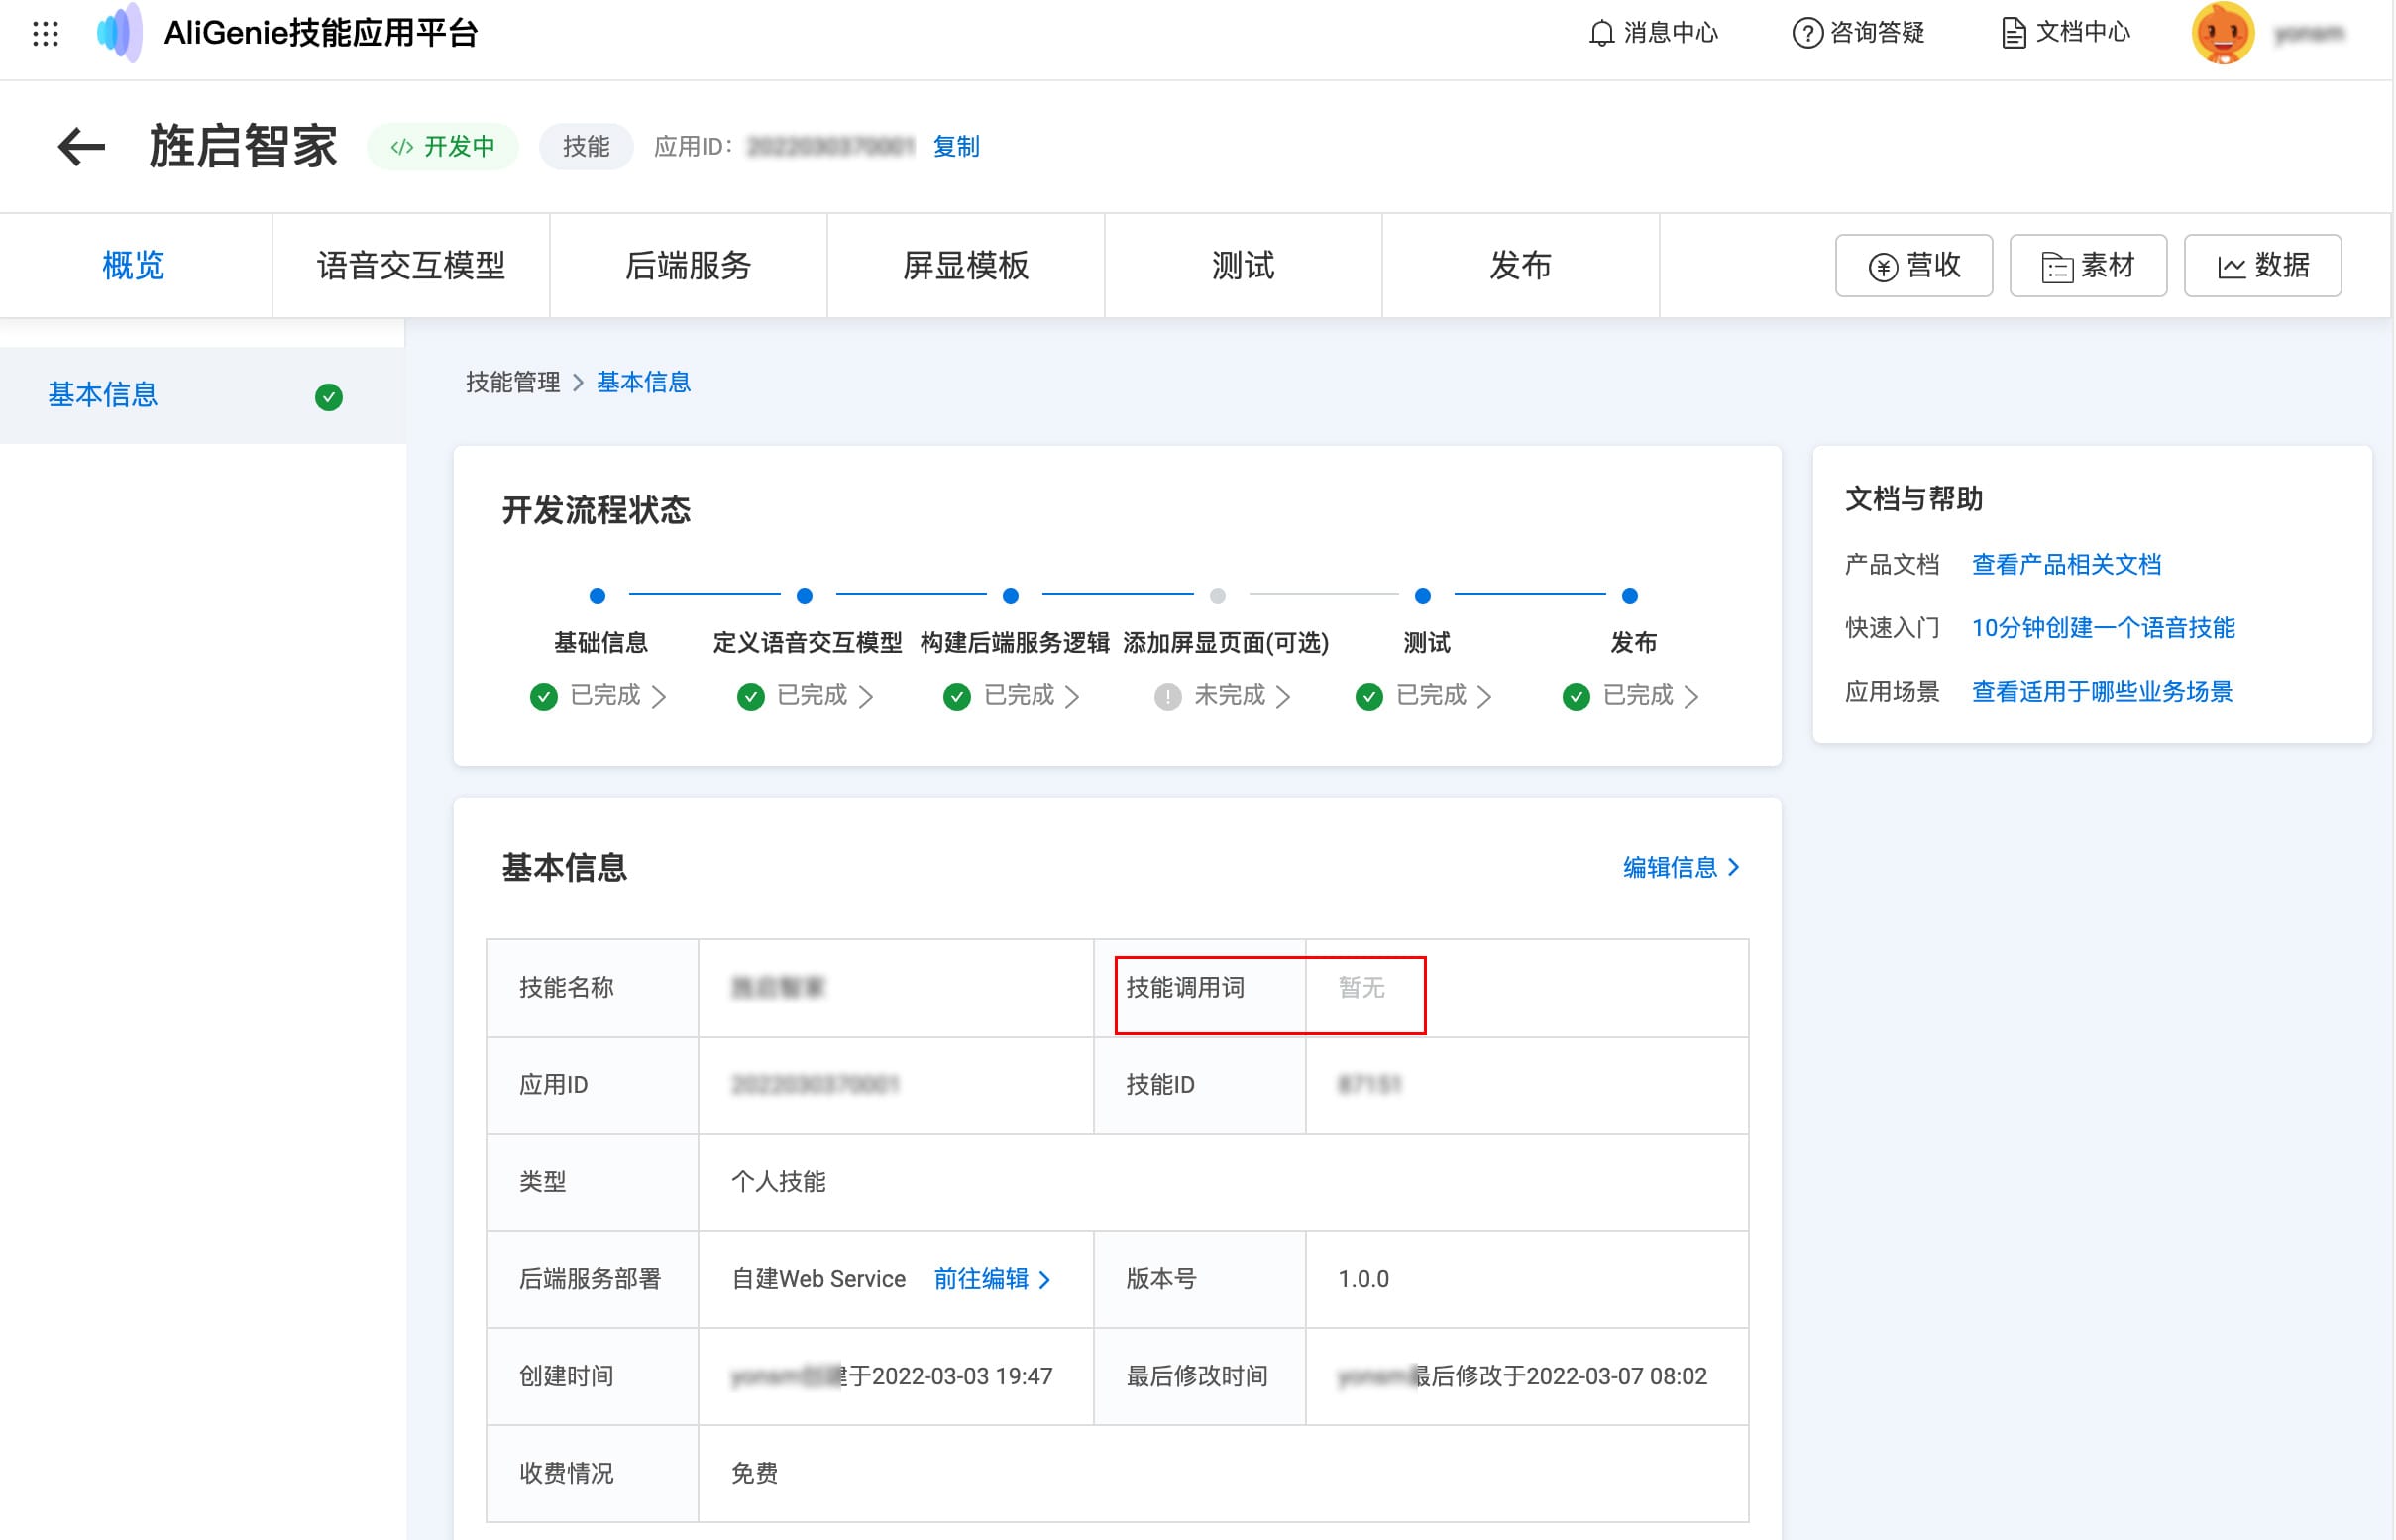 AliGenie技能应用平台
消息中心
咨询答疑
文档中心
旌启智家
</> 开发中
技能
应用ID：
复制
概览
语音交互模型
后端服务
屏显模板
测试
发布
营收
素材
数据
基本信息
技能管理 > 基本信息
开发流程状态
基础信息
定义语音交互模型
构建后端服务逻辑
添加屏显页面(可选)
测试
发布
已完成
已完成
已完成
未完成
已完成
已完成
文档与帮助
产品文档 查看产品相关文档
快速入门 10分钟创建一个语音技能
应用场景 查看适用于哪些业务场景
基本信息
编辑信息
技能名称
技能调用词 暂无
应用ID
技能ID
类型 个人技能
后端服务部署 自建Web Service 前往编辑
版本号 1.0.0
创建时间 建于2022-03-03 19:47
最后修改时间 最后修改于2022-03-07 08:02
收费情况 免费